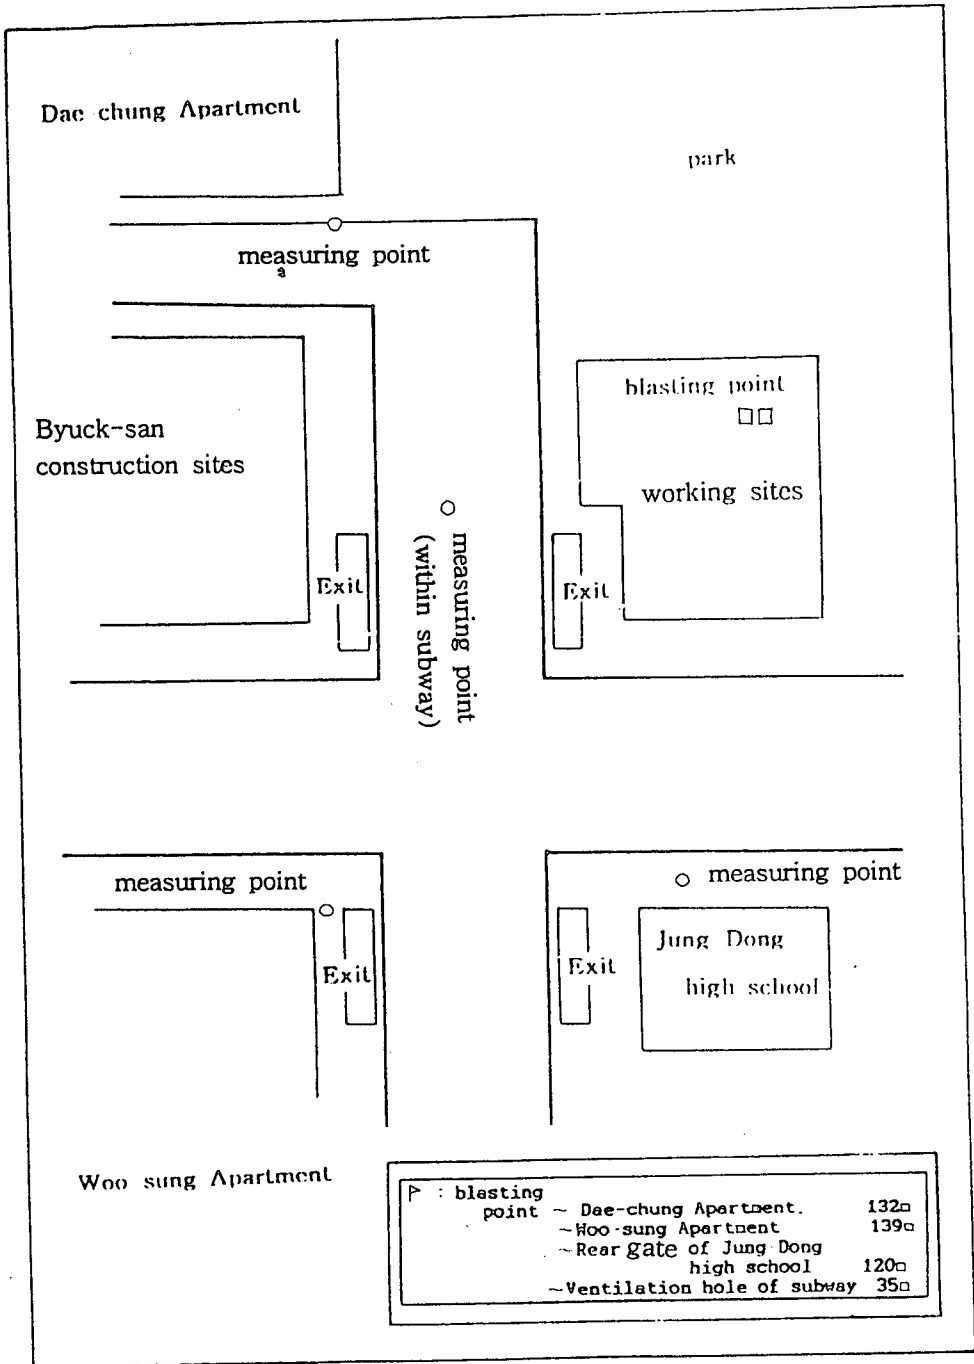 Dae chung Apartment
park
measuring point
a
blasting point
Byuck-san
construction sites
working sites
measuring point
(within subway)
Exit
Exit
measuring point
measuring point
Jung Dong
high school
Exit
Exit
Woo sung Apartment
: blasting
point ~ Dae-chung Apartment. 132□
~Woo-sung Apartment 139□
~Rear gate of Jung Dong
high school 120□
~Ventilation hole of subway 35□